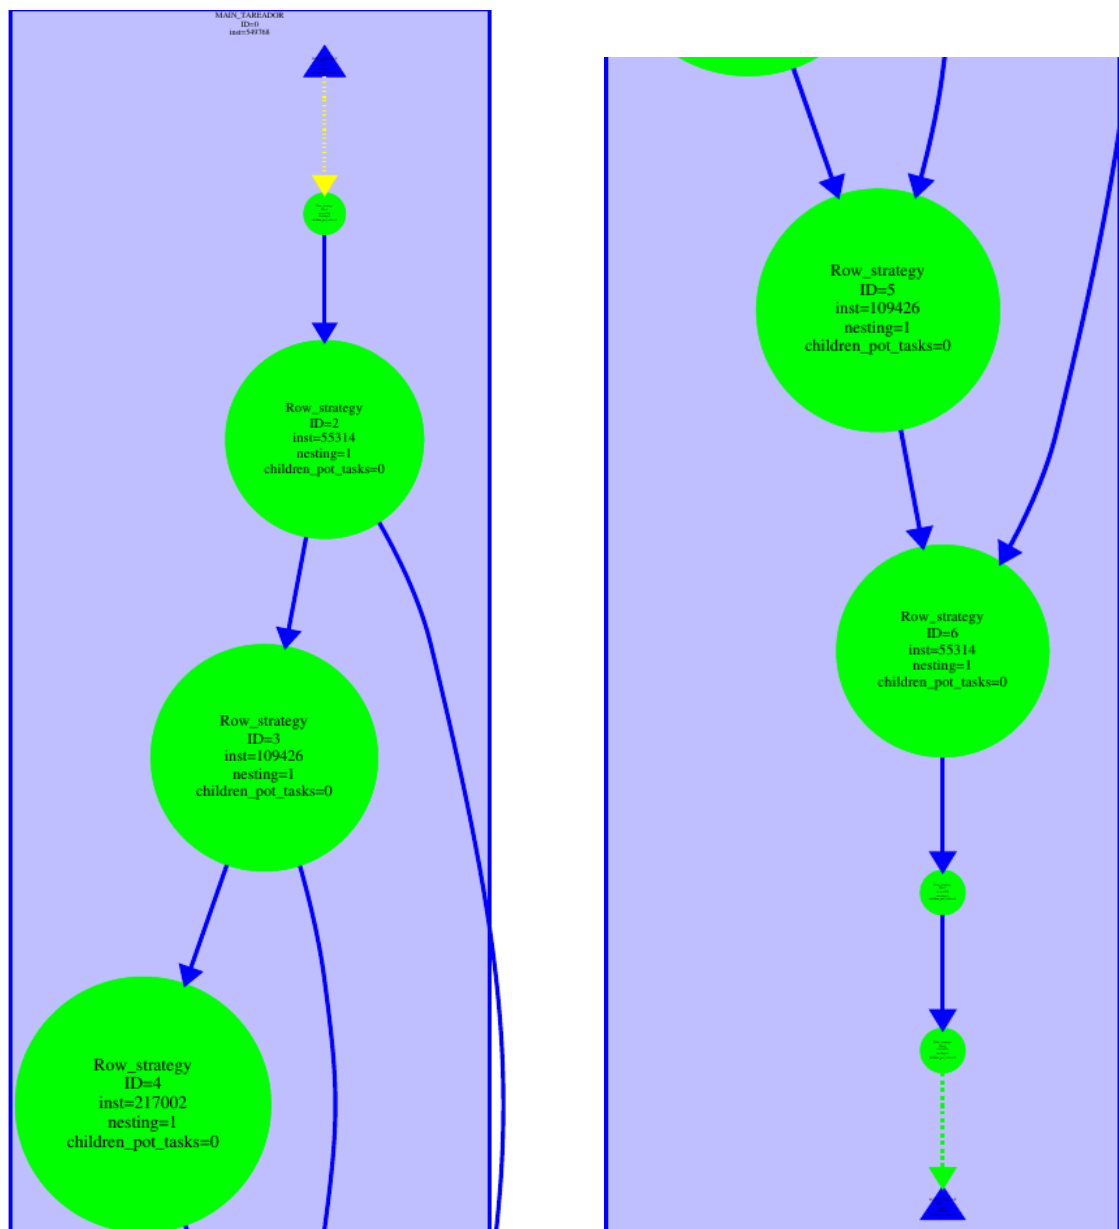 MAIN_TAREADOR
ID=0
inst=549768
Row_strategy
ID=2
inst=55314
nesting=1
children_pot_tasks=0
Row_strategy
ID=3
inst=109426
nesting=1
children_pot_tasks=0
Row_strategy
ID=4
inst=217002
nesting=1
children_pot_tasks=0
Row_strategy
ID=5
inst=109426
nesting=1
children_pot_tasks=0
Row_strategy
ID=6
inst=55314
nesting=1
children_pot_tasks=0